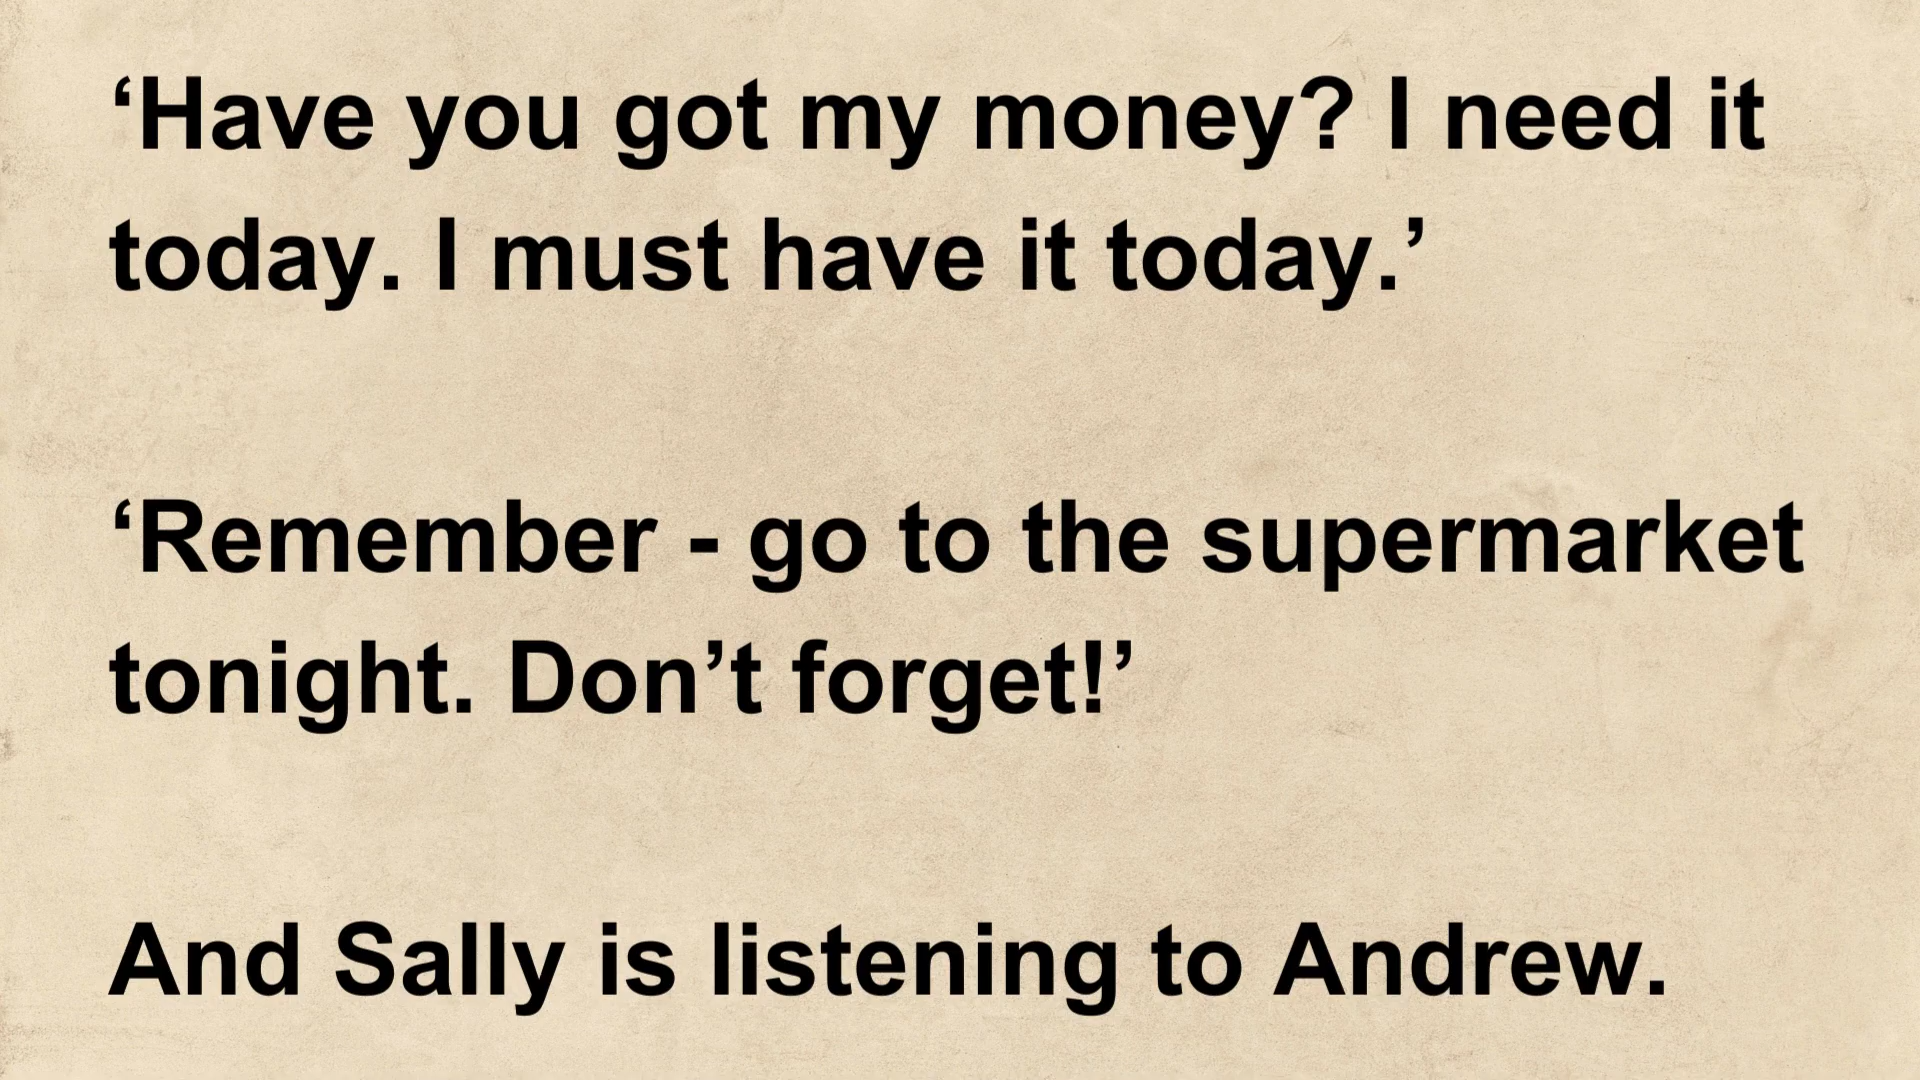 ‘Have you got my money? I need it
today. I must have it today.’
‘Remember - go to the supermarket
tonight. Don’t forget!’
And Sally is listening to Andrew.